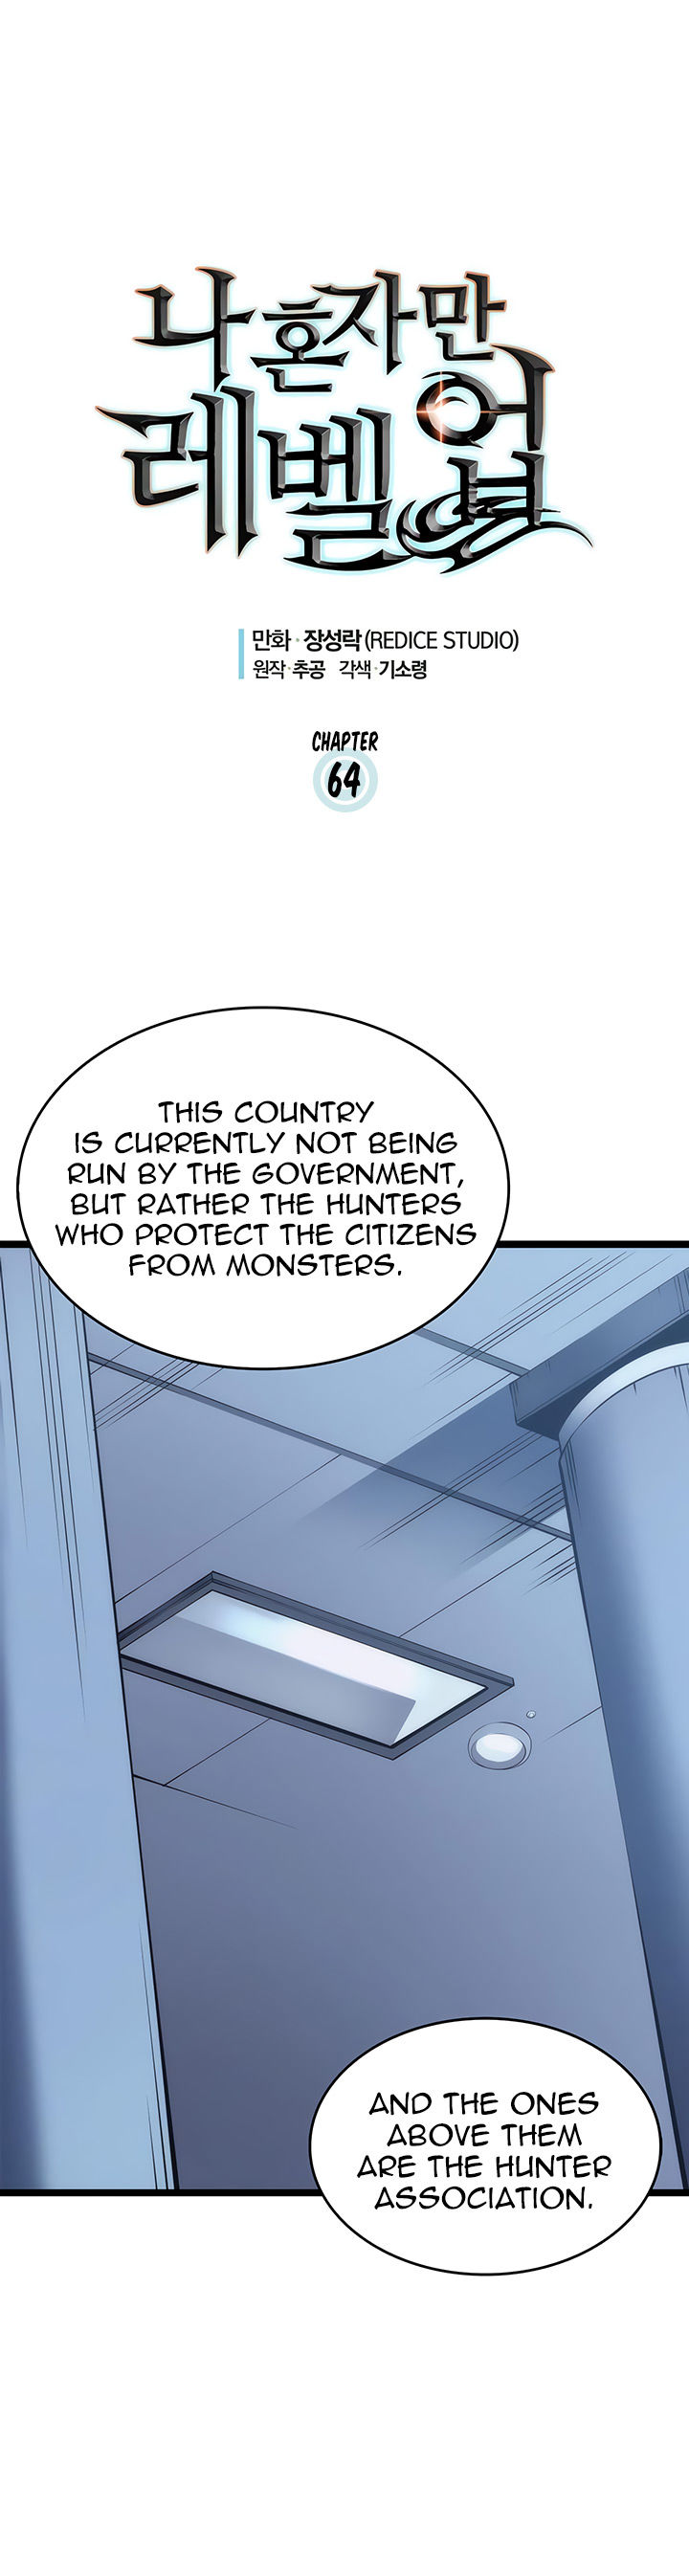 나 혼자만
레벨업
만화·장성락(REDICE STUDIO)
원작·추공 각색·기소령
CHAPTER
64
THIS COUNTRY
IS CURRENTLY NOT BEING
RUN BY THE GOVERNMENT,
BUT RATHER THE HUNTERS
WHO PROTECT THE CITIZENS
FROM MONSTERS.
AND THE ONES
ABOVE THEM
ARE THE HUNTER
ASSOCIATION.